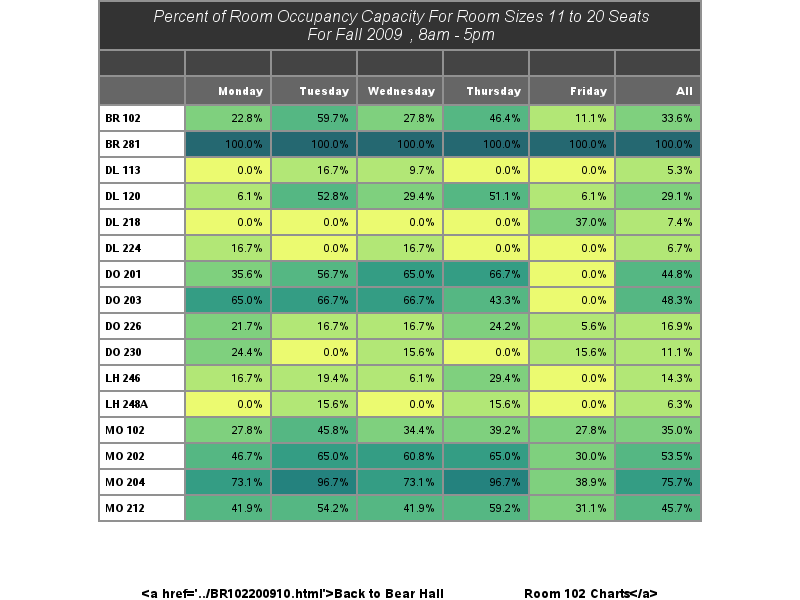 Percent of Room Occupancy Capacity For Room Sizes 11 to 20 Seats
For Fall 2009 , 8am - 5pm
Monday Tuesday Wednesday Thursday Friday All
BR 102 22.8% 59.7% 27.8% 46.4% 11.1% 33.6%
BR 281 100.0% 100.0% 100.0% 100.0% 100.0% 100.0%
DL 113 0.0% 16.7% 9.7% 0.0% 0.0% 5.3%
DL 120 6.1% 52.8% 29.4% 51.1% 6.1% 29.1%
DL 218 0.0% 0.0% 0.0% 0.0% 37.0% 7.4%
DL 224 16.7% 0.0% 16.7% 0.0% 0.0% 6.7%
DO 201 35.6% 56.7% 65.0% 66.7% 0.0% 44.8%
DO 203 65.0% 66.7% 66.7% 43.3% 0.0% 48.3%
DO 226 21.7% 16.7% 16.7% 24.2% 5.6% 16.9%
DO 230 24.4% 0.0% 15.6% 0.0% 15.6% 11.1%
LH 246 16.7% 19.4% 6.1% 29.4% 0.0% 14.3%
LH 248A 0.0% 15.6% 0.0% 15.6% 0.0% 6.3%
MO 102 27.8% 45.8% 34.4% 39.2% 27.8% 35.0%
MO 202 46.7% 65.0% 60.8% 65.0% 30.0% 53.5%
MO 204 73.1% 96.7% 73.1% 96.7% 38.9% 75.7%
MO 212 41.9% 54.2% 41.9% 59.2% 31.1% 45.7%
<a href='../BR102200910.html'>Back to Bear Hall Room 102 Charts</a>